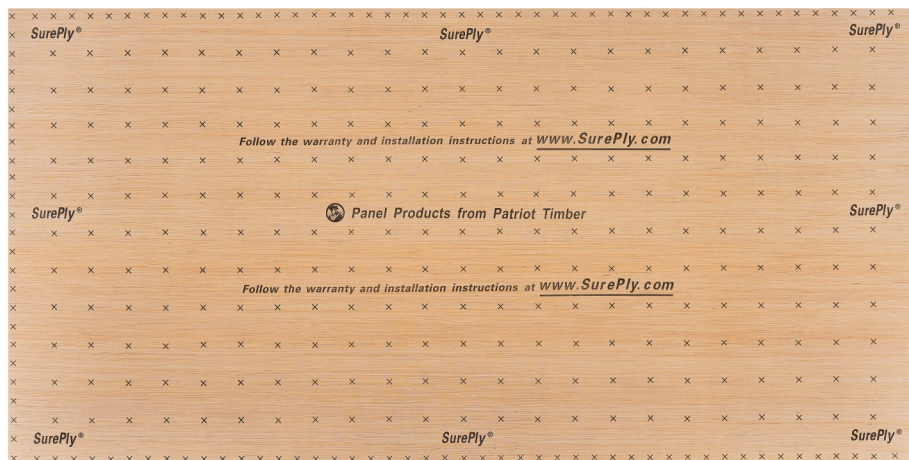 SurePly®
SurePly®
SurePly®
Follow the warranty and installation instructions at www.SurePly.com
SurePly®
Panel Products from Patriot Timber
SurePly®
Follow the warranty and installation instructions at www.SurePly.com
SurePly®
SurePly®
SurePly®